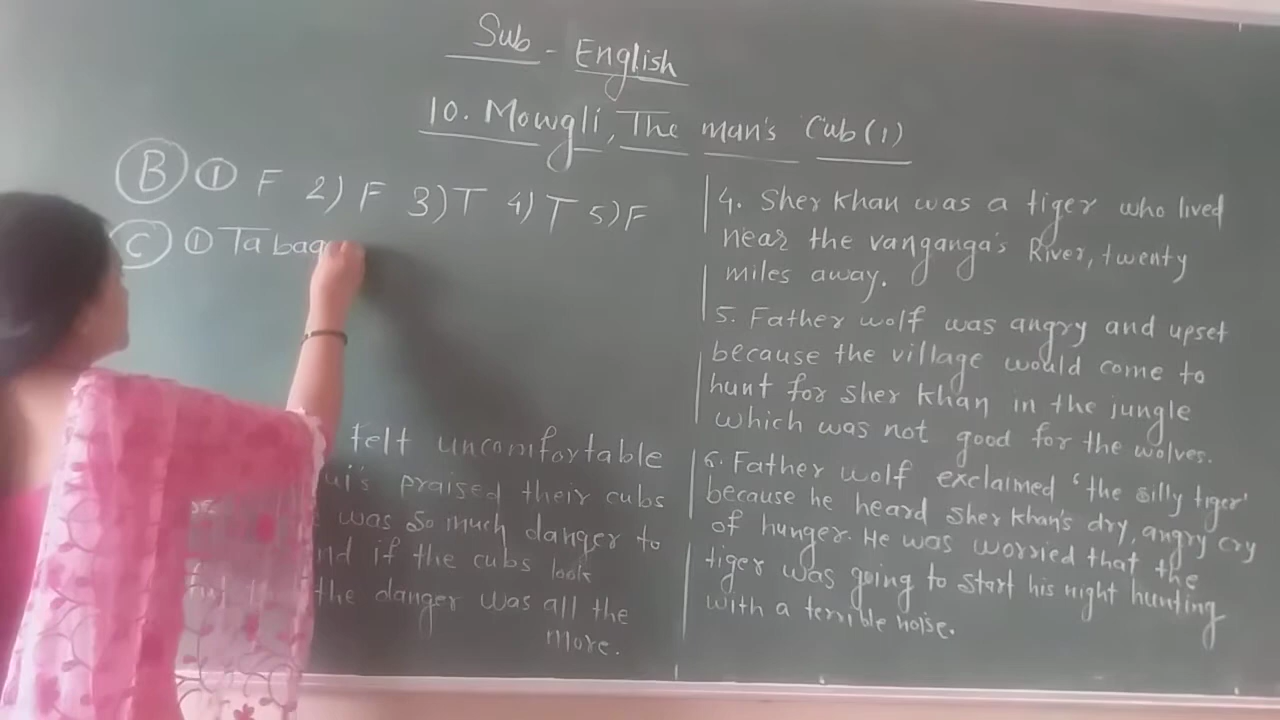 Sub - English
10. Mowgli, The man's Cub (1)
B ① F 2) F 3) T 4) T 5) F
C ① Tabaq
Felt uncomfortable
praised their cubs
was so much danger to
if the cubs look
the danger was all the
more.
4. Sher Khan was a tiger who lived
near the vanganga's River, twenty
miles away.
5. Father wolf was angry and upset
because the village would come to
hunt for Sher Khan in the jungle
which was not good for the wolves.
6. Father wolf exclaimed 'the silly tiger'
because he heard Sher Khan's dry, angry cry
of hunger. He was worried that the
tiger was going to start his night hunting
with a terrible noise.